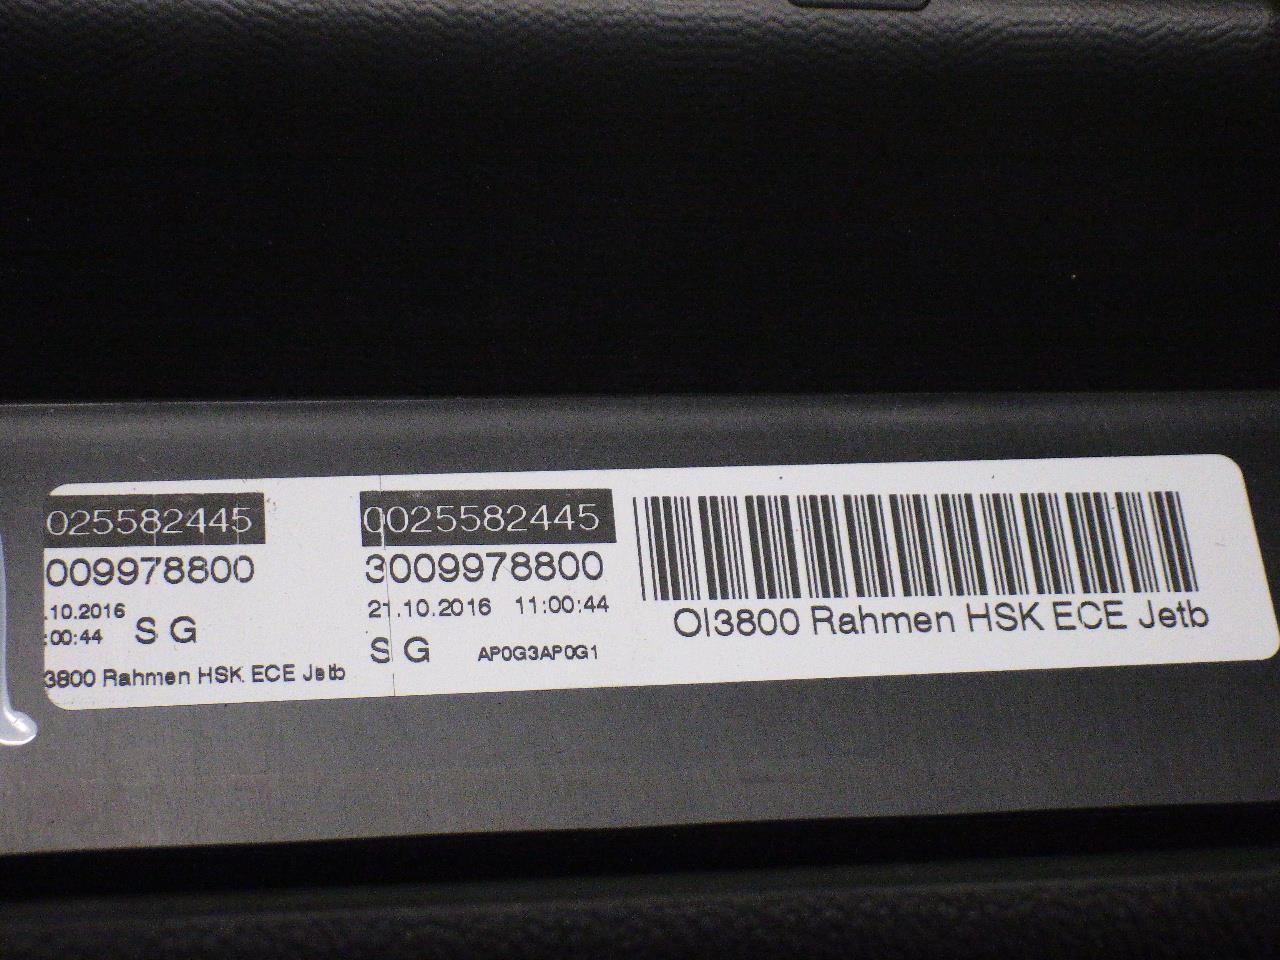 025582445
009978800
.10.2016
:00:44 S G
3800 Rahmen HSK ECE Jetb
0025582445
3009978800
21.10.2016 11:00:44
S G AP0G3AP0G1
OI3800 Rahmen HSK ECE Jetb